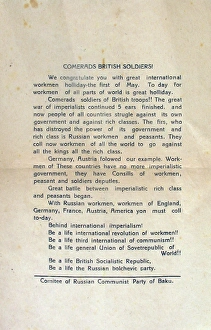 COMERADS BRITISH SOLDIERS!
We congratulate you with great international
workmen holliday-the first of May. To day for
workmen of all parts of world is great holliday.
Comerads soldiers of British troops!! The great
war of imperialists continued 5 ears finished! and
now people of all countries strugle against its own
government and against rich classes. The firs, who
has distroyed the power of its government and
rich class is Russian workmen and peasants. They
coll now workmen of all the world to go against
all the kings all the rich class.
Germany, Austria folowed our example. Work-
men of These countries have no more imperialistic
government, they have Consills of workmen,
peasant and soldiers deputies.
Great battle between imperialistic rich class
and peasants began.
With Russian workmen, workmen of England,
Germany, France, Austria, America yon must coll
to-day.
Behind international imperialism!
Be a life international revolution of workmen!!
Be a life third international of communism!!
Be a life general Union of Sovetrepublic of
World!!
Be a life British Socialistic Republic,
Be a life the Russian bolchevic party.
Comitee of Russian Communist Party of Baku.